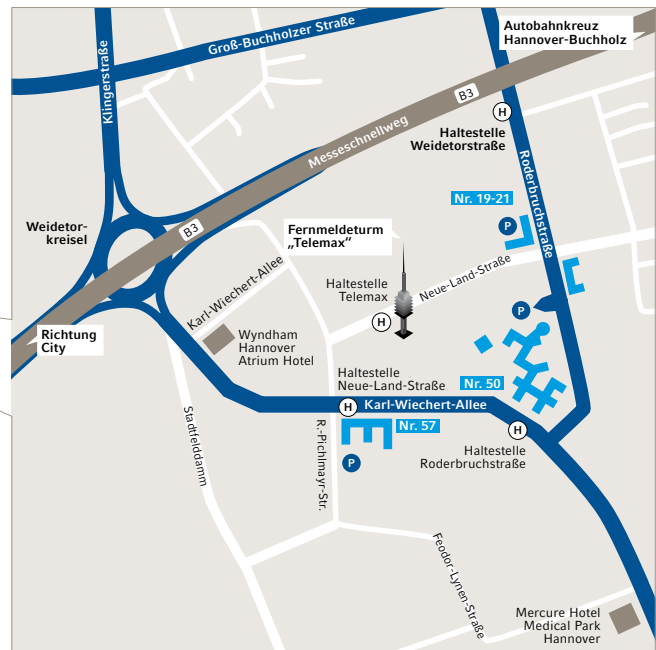 Autobahnkreuz
Hannover-Buchholz
Groß-Buchholzer Straße
Klingerstraße
B3
H
Messeschnellweg
Haltestelle
Weidetorstraße
Roderbruchstraße
Nr. 19-21
P
Weidetor-
kreisel
B3
Fernmeldeturm
„Telemax“
Karl-Wiechert-Allee
Haltestelle
Telemax
H
Neue-Land-Straße
P
Richtung
City
Wyndham
Hannover
Atrium Hotel
Haltestelle
Neue-Land-Straße
Nr. 50
H
Karl-Wiechert-Allee
Stadtfelddamm
R.-Pichlmayr-Str.
Nr. 57
P
H
Haltestelle
Roderbruchstraße
Feodor-Lynen-Straße
Mercure Hotel
Medical Park
Hannover